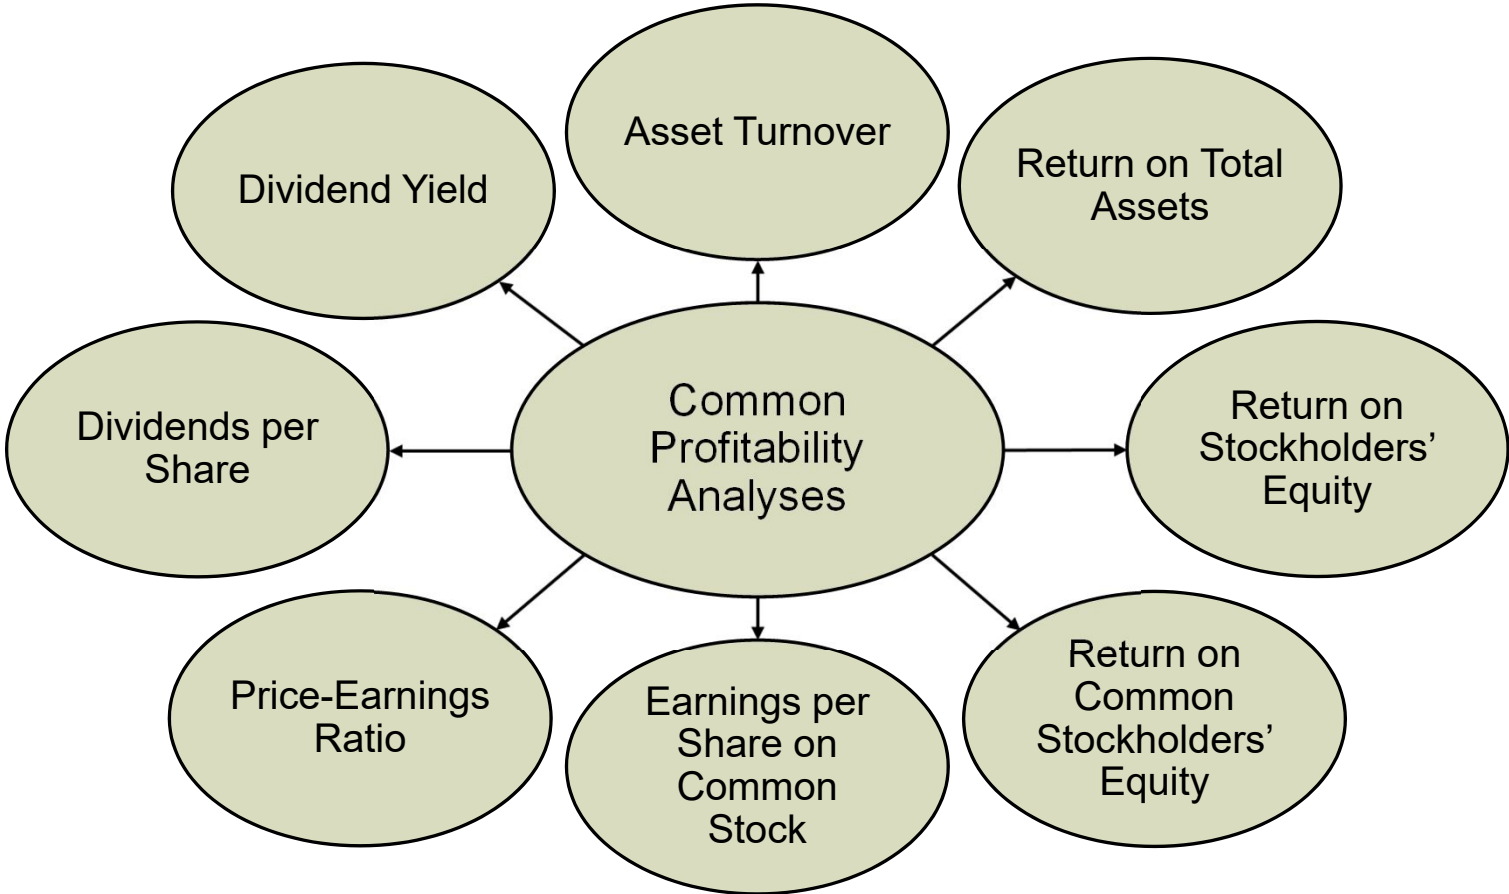 Asset Turnover
Return on Total
Assets
Dividend Yield
Common
Profitability
Analyses
Return on
Stockholders’
Equity
Dividends per
Share
Return on
Common
Stockholders’
Equity
Price-Earnings
Ratio
Earnings per
Share on
Common
Stock